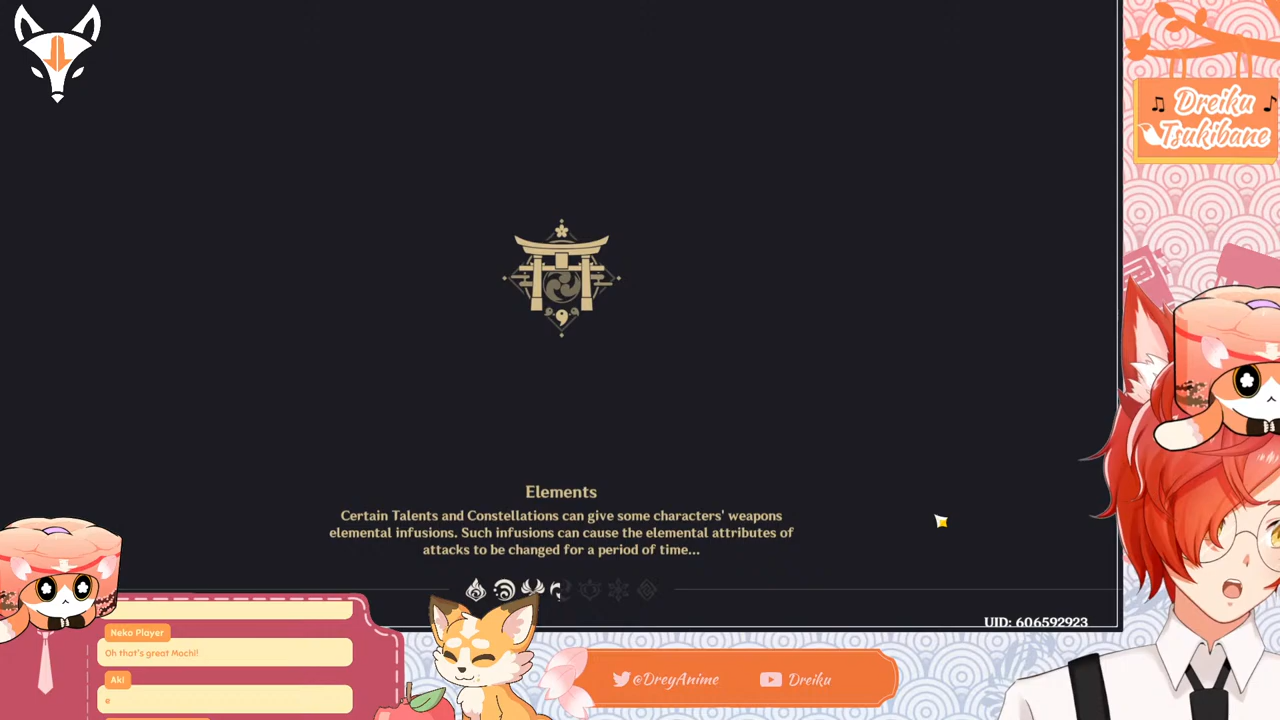 Dreiku
Tsukibane
Elements
Certain Talents and Constellations can give some characters' weapons
elemental infusions. Such infusions can cause the elemental attributes of
attacks to be changed for a period of time...
UID: 606592923
Neko Player
Oh that's great Mochi!
Aki
e
@DreyAnime
Dreiku